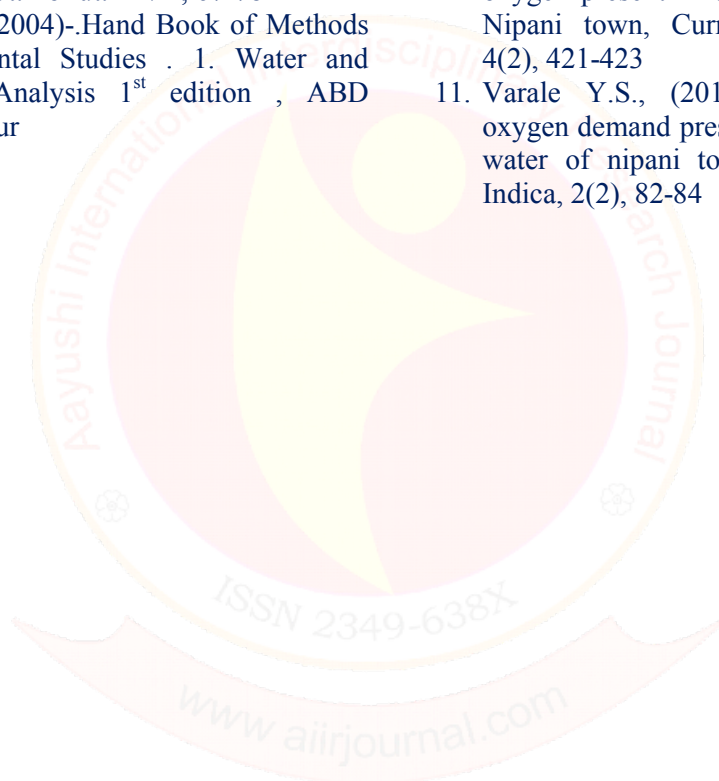 2004)-.Hand Book of Methods
ntal Studies . 1. Water and
Analysis 1st edition , ABD
ur
Nipani town, Curr
4(2), 421-423
11. Varale Y.S., (201
oxygen demand pres
water of nipani to
Indica, 2(2), 82-84
Aayushi International Interdisciplinary Research Journal
ISSN 2349-638X
www.aiirjournal.com